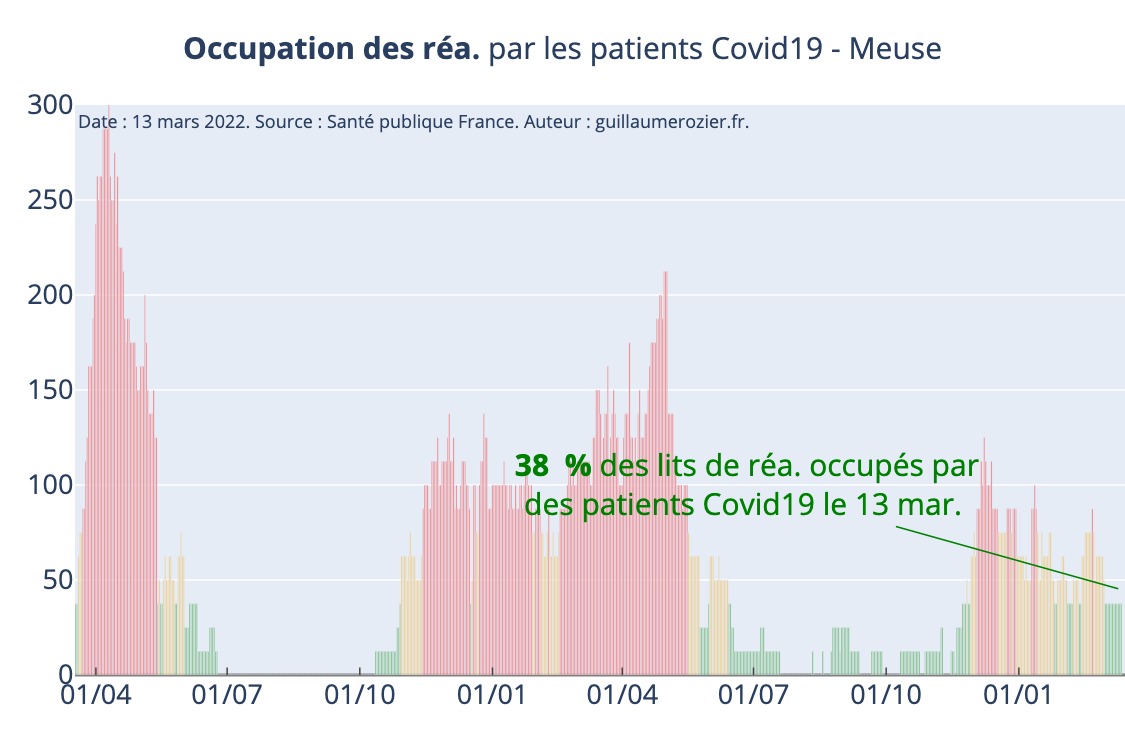 Occupation des réa. par les patients Covid19 - Meuse
300
Date : 13 mars 2022. Source : Santé publique France. Auteur : guillaumerozier.fr.
250
200
150
100
38 % des lits de réa. occupés par
des patients Covid19 le 13 mar.
50
0
01/04 01/07 01/10 01/01 01/04 01/07 01/10 01/01